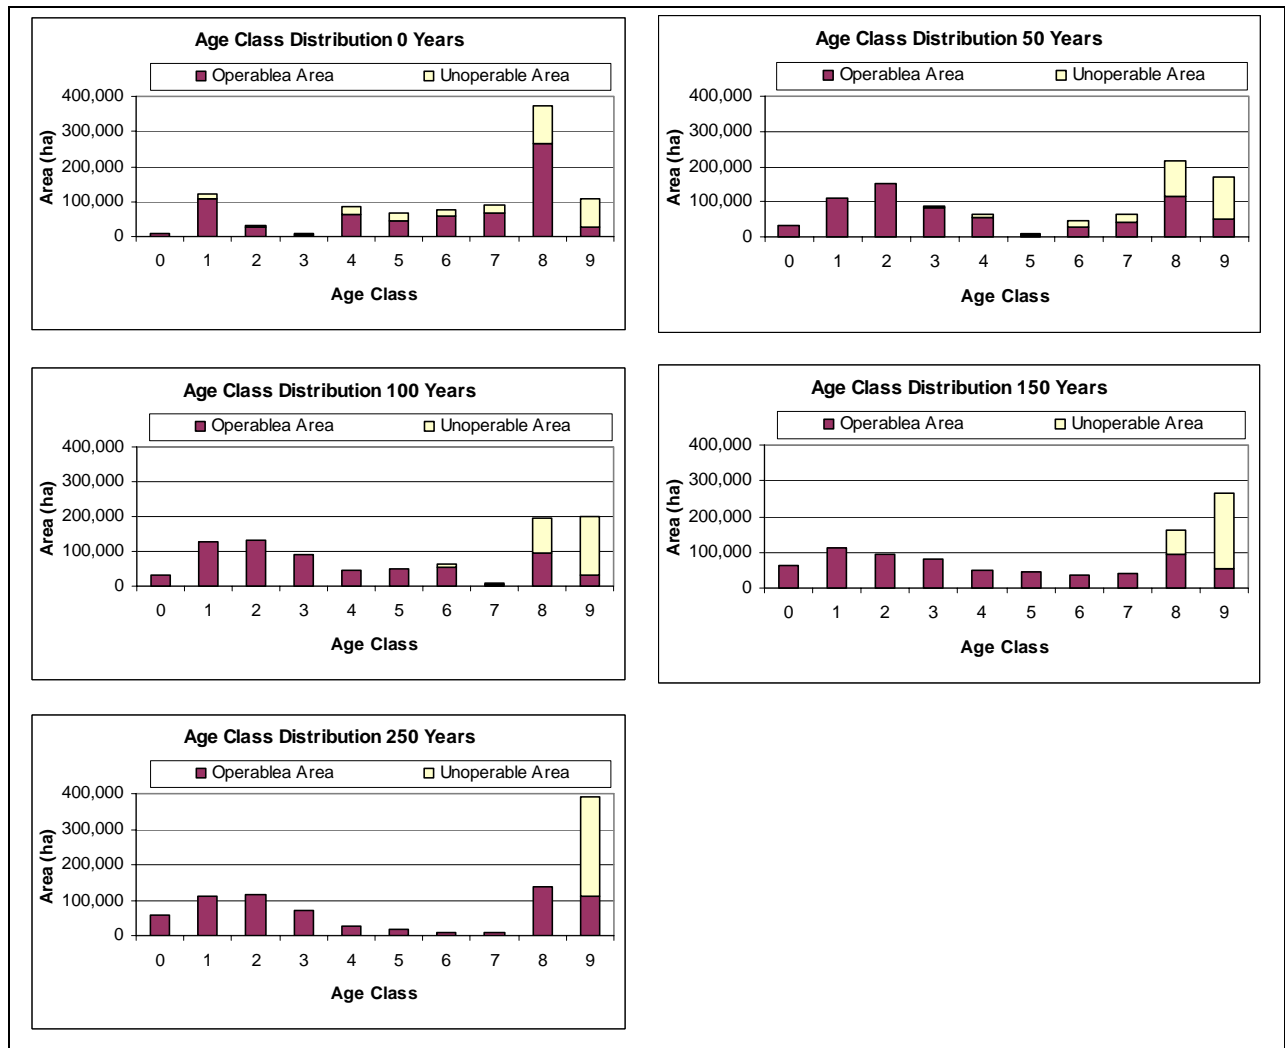 Age Class Distribution 0 Years
Operablea Area Unoperable Area
400,000
300,000
200,000
100,000
0
Area (ha)
0 1 2 3 4 5 6 7 8 9
Age Class
Age Class Distribution 50 Years
Operablea Area Unoperable Area
400,000
300,000
200,000
100,000
0
Area (ha)
0 1 2 3 4 5 6 7 8 9
Age Class
Age Class Distribution 100 Years
Operablea Area Unoperable Area
400,000
300,000
200,000
100,000
0
Area (ha)
0 1 2 3 4 5 6 7 8 9
Age Class
Age Class Distribution 150 Years
Operablea Area Unoperable Area
400,000
300,000
200,000
100,000
0
Area (ha)
0 1 2 3 4 5 6 7 8 9
Age Class
Age Class Distribution 250 Years
Operablea Area Unoperable Area
400,000
300,000
200,000
100,000
0
Area (ha)
0 1 2 3 4 5 6 7 8 9
Age Class